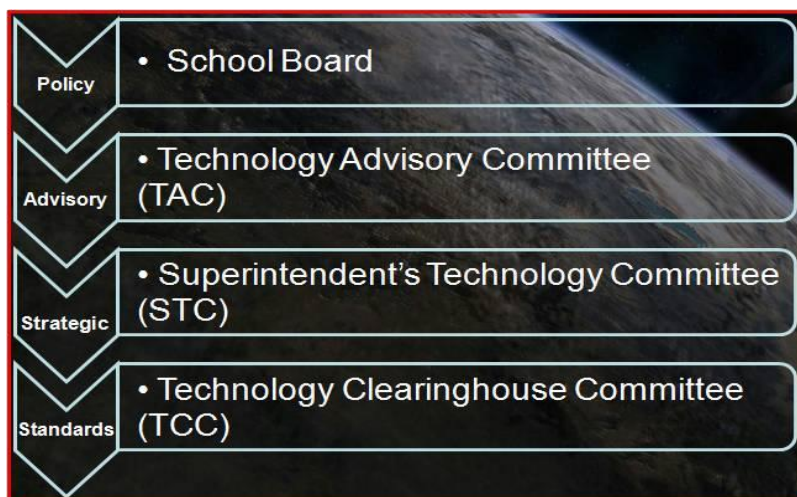 Policy
• School Board
Advisory
• Technology Advisory Committee
(TAC)
Strategic
• Superintendent's Technology Committee
(STC)
Standards
• Technology Clearinghouse Committee
(TCC)